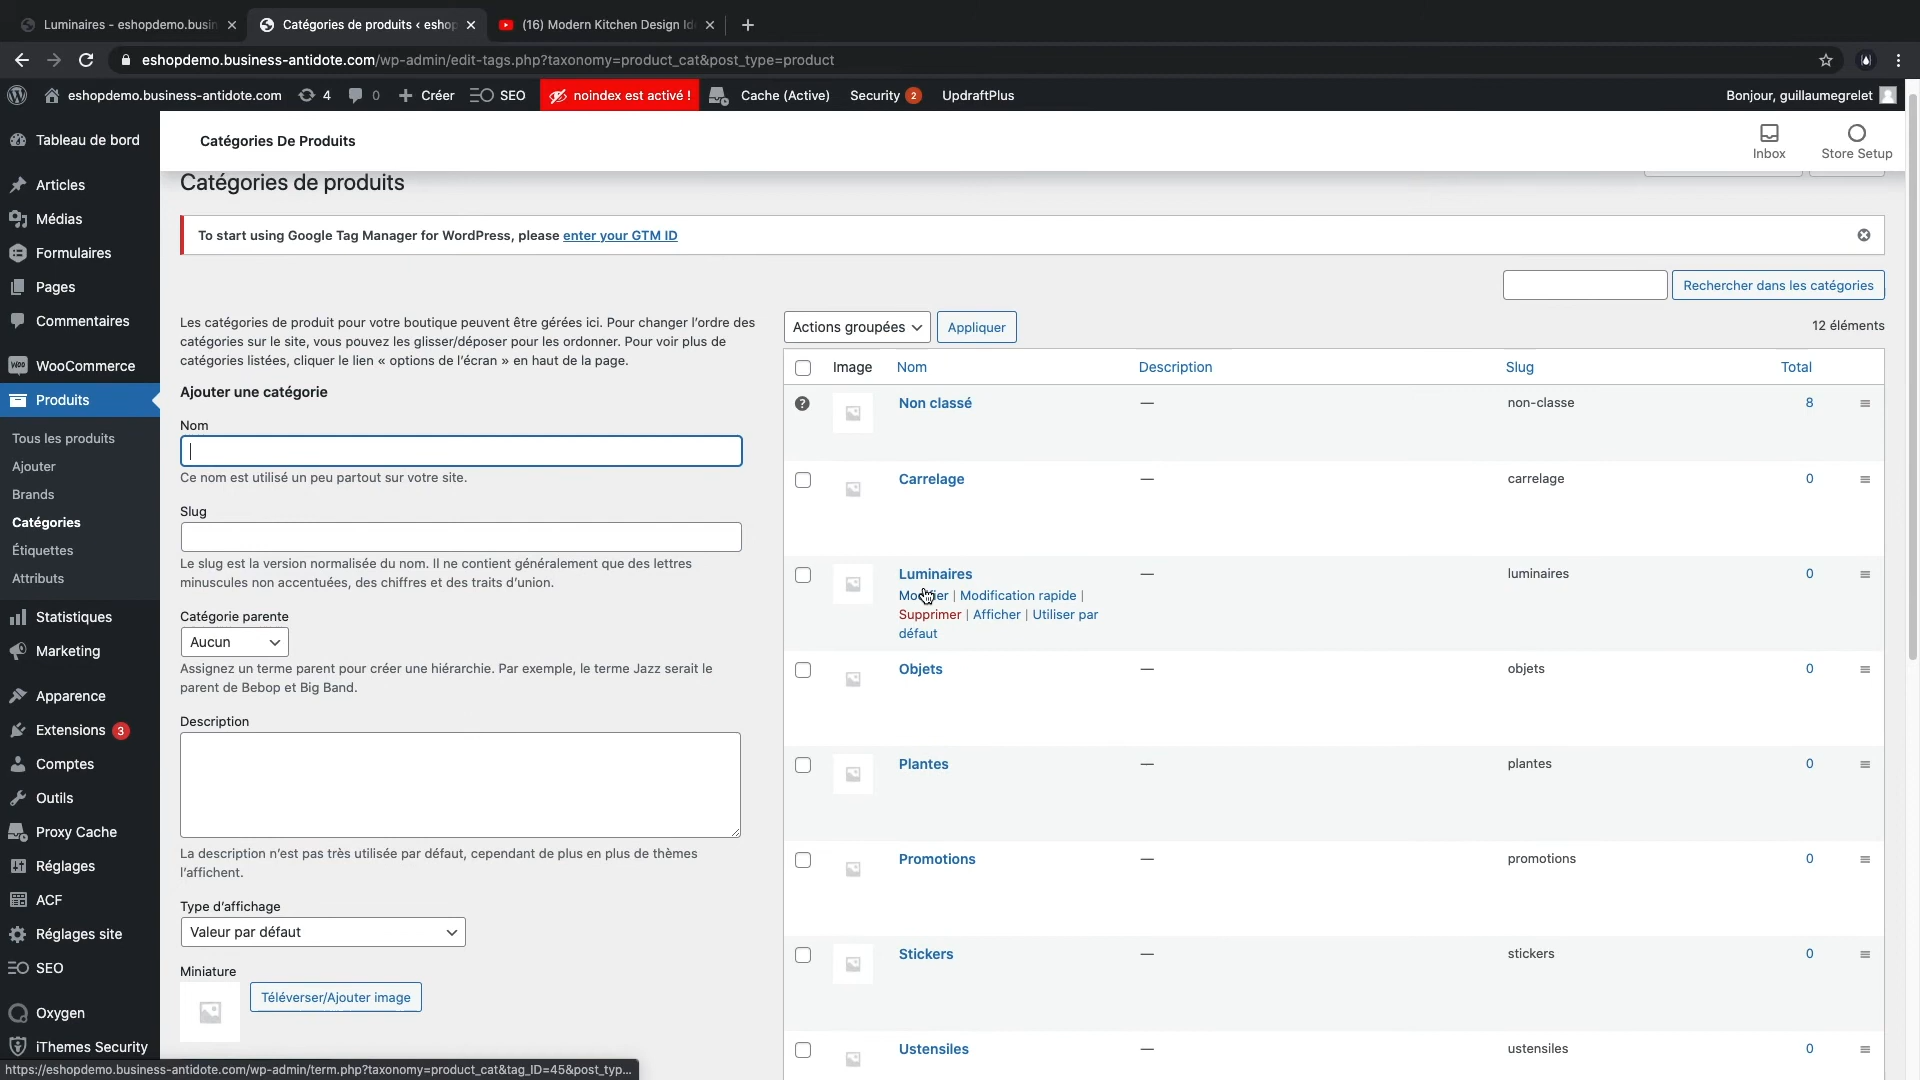 Luminaires - eshopdemo.busin
Catégories de produits ‹ eshop
(16) Modern Kitchen Design Id
eshopdemo.business-antidote.com/wp-admin/edit-tags.php?taxonomy=product_cat&post_type=product
eshopdemo.business-antidote.com 4 0 Créer SEO noindex est activé ! Cache (Active) Security 2 UpdraftPlus Bonjour, guillaumegrelet
Tableau de bord
Articles
Médias
Formulaires
Pages
Commentaires
WooCommerce
Produits
Tous les produits
Ajouter
Brands
Catégories
Étiquettes
Attributs
Statistiques
Marketing
Apparence
Extensions 3
Comptes
Outils
Proxy Cache
Réglages
ACF
Réglages site
SEO
Oxygen
iThemes Security
Catégories De Produits
Inbox
Store Setup
Catégories de produits
To start using Google Tag Manager for WordPress, please enter your GTM ID
Rechercher dans les catégories
Les catégories de produit pour votre boutique peuvent être gérées ici. Pour changer l’ordre des
catégories sur le site, vous pouvez les glisser/déposer pour les ordonner. Pour voir plus de
catégories listées, cliquer le lien « options de l’écran » en haut de la page.
Ajouter une catégorie
Nom
Ce nom est utilisé un peu partout sur votre site.
Slug
Le slug est la version normalisée du nom. Il ne contient généralement que des lettres
minuscules non accentuées, des chiffres et des traits d’union.
Catégorie parente
Aucun
Assignez un terme parent pour créer une hiérarchie. Par exemple, le terme Jazz serait le
parent de Bebop et Big Band.
Description
La description n’est pas très utilisée par défaut, cependant de plus en plus de thèmes
l’affichent.
Type d’affichage
Valeur par défaut
Miniature
Téléverser/Ajouter image
Actions groupées Appliquer 12 éléments
Image Nom Description Slug Total
Non classé — non-classe 8
Carrelage — carrelage 0
Luminaires — luminaires 0
Modifier | Modification rapide |
Supprimer | Afficher | Utiliser par
défaut
Objets — objets 0
Plantes — plantes 0
Promotions — promotions 0
Stickers — stickers 0
Ustensiles — ustensiles 0
https://eshopdemo.business-antidote.com/wp-admin/term.php?taxonomy=product_cat&tag_ID=45&post_typ...